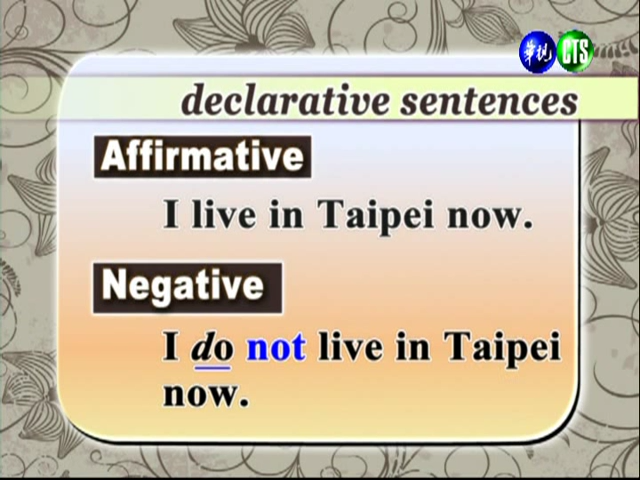 華視 CTS
declarative sentences
Affirmative
I live in Taipei now.
Negative
I do not live in Taipei
now.